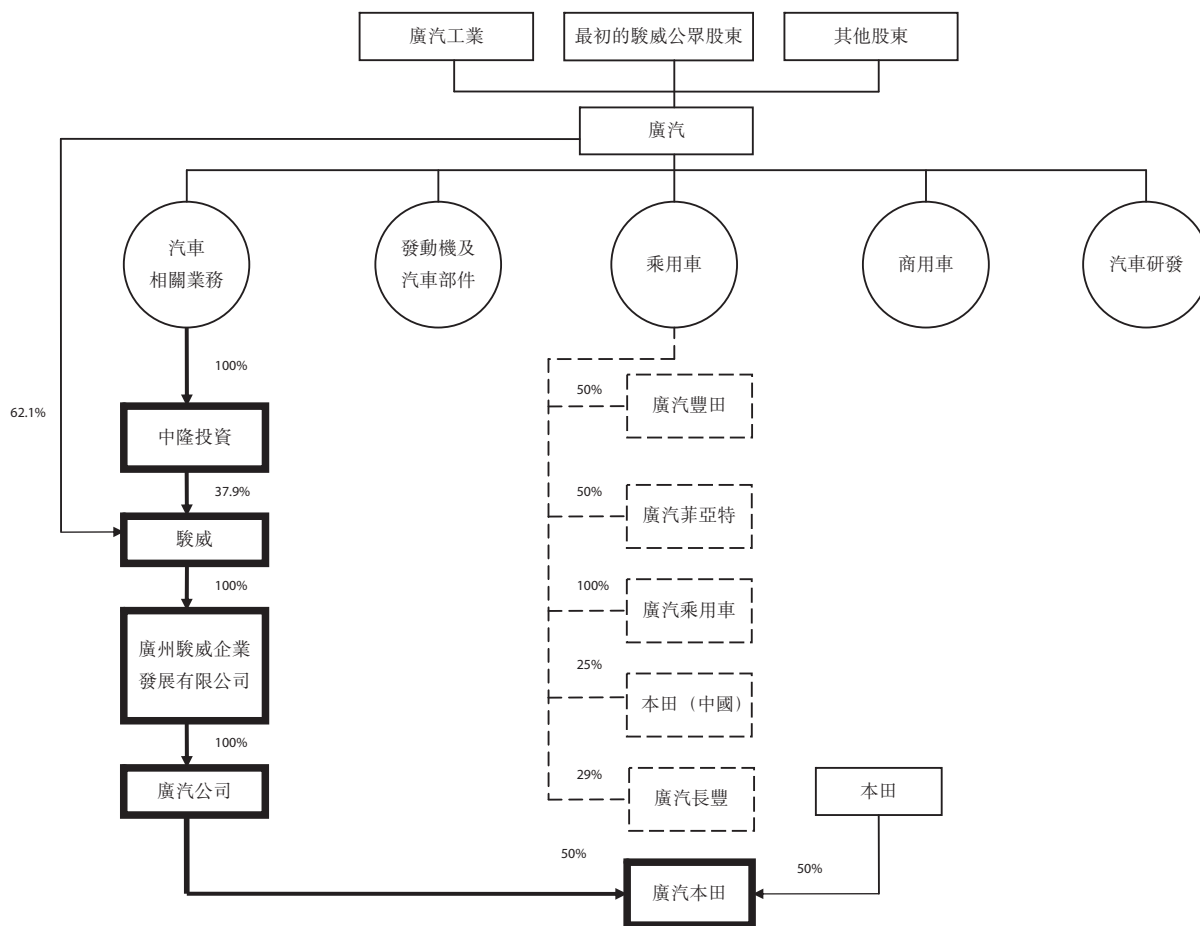 廣汽工業
最初的駿威公眾股東
其他股東
廣汽
汽車
相關業務
發動機及
汽車部件
乘用車
商用車
汽車研發
100%
50%
廣汽豐田
62.1%
中隆投資
37.9%
50%
廣汽菲亞特
駿威
100%
100%
廣汽乘用車
廣州駿威企業
發展有限公司
25%
本田（中國）
100%
29%
廣汽長豐
本田
廣汽公司
50%
50%
廣汽本田